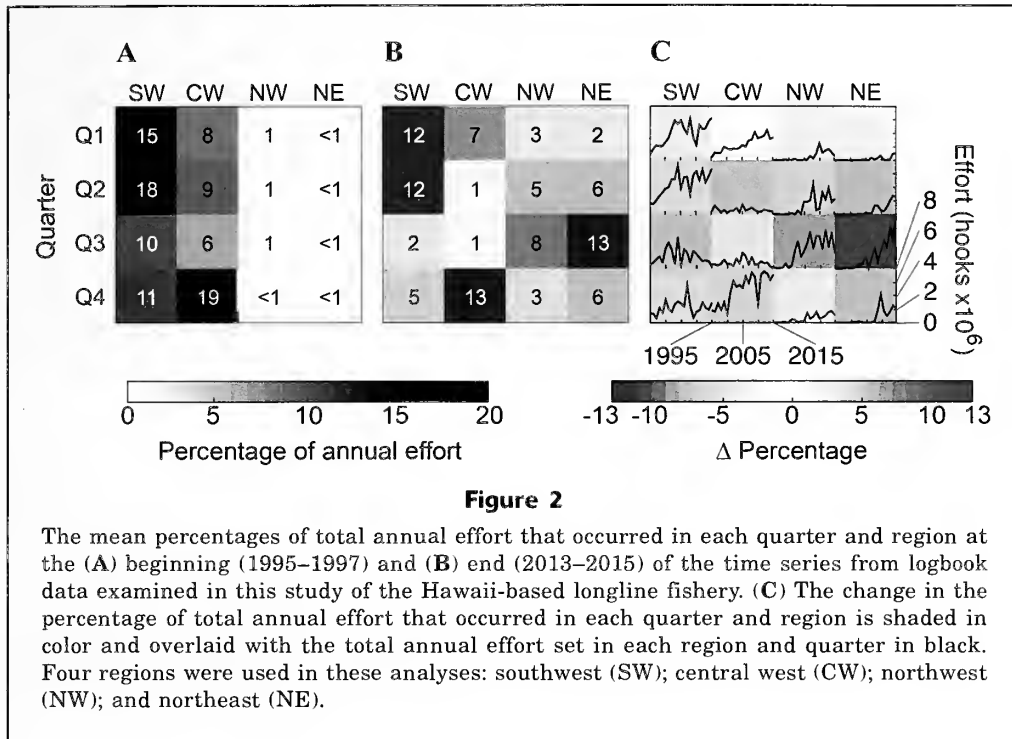 A B C
SW CW NW NE SW CW NW NE SW CW NW NE
Q1 15 8 1 <1 12 7 3 2
Q2 18 9 1 <1 12 1 5 6
Q3 10 6 1 <1 2 1 8 13
Q4 11 19 <1 <1 5 13 3 6
Quarter
8
6
4
2
0
Effort (hooks x10⁶)
1995 2005 2015
0 5 10 15 20
Percentage of annual effort
-13 -10 -5 0 5 10 13
Δ Percentage
Figure 2
The mean percentages of total annual effort that occurred in each quarter and region at
the (A) beginning (1995–1997) and (B) end (2013–2015) of the time series from logbook
data examined in this study of the Hawaii-based longline fishery. (C) The change in the
percentage of total annual effort that occurred in each quarter and region is shaded in
color and overlaid with the total annual effort set in each region and quarter in black.
Four regions were used in these analyses: southwest (SW); central west (CW); northwest
(NW); and northeast (NE).